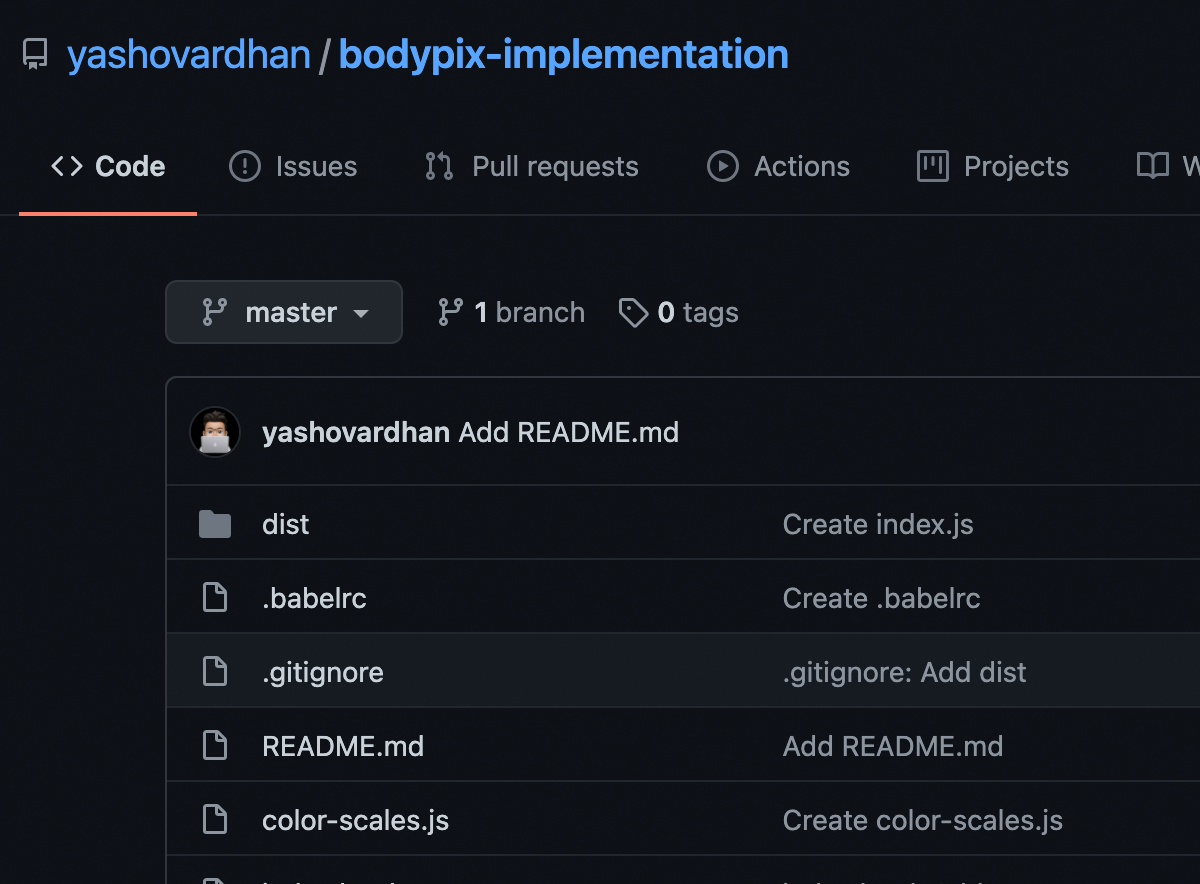 yashovardhan / bodypix-implementation
Code Issues Pull requests Actions Projects
master 1 branch 0 tags
yashovardhan Add README.md
dist Create index.js
.babelrc Create .babelrc
.gitignore .gitignore: Add dist
README.md Add README.md
color-scales.js Create color-scales.js